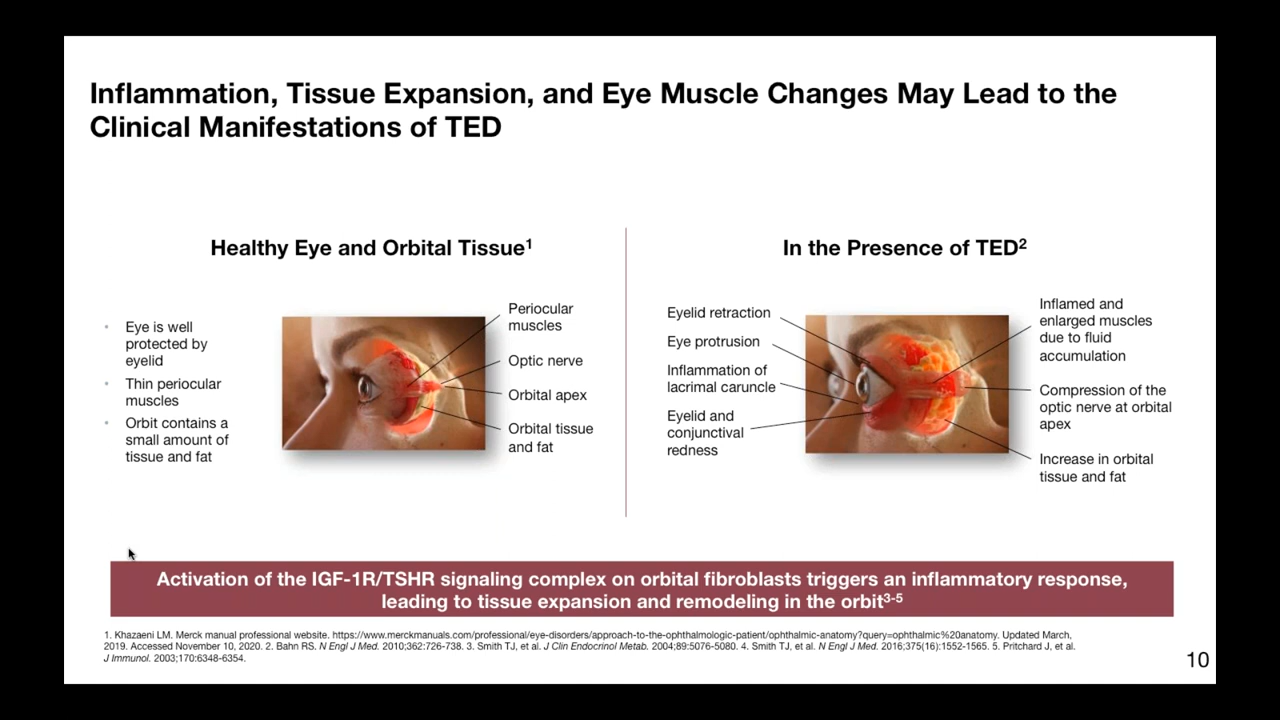 Inflammation, Tissue Expansion, and Eye Muscle Changes May Lead to the
Clinical Manifestations of TED
Healthy Eye and Orbital Tissue1
• Eye is well
protected by
eyelid
• Thin periocular
muscles
• Orbit contains a
small amount of
tissue and fat
Periocular
muscles
Optic nerve
Orbital apex
Orbital tissue
and fat
In the Presence of TED2
Eyelid retraction
Eye protrusion
Inflammation of
lacrimal caruncle
Eyelid and
conjunctival
redness
Inflamed and
enlarged muscles
due to fluid
accumulation
Compression of the
optic nerve at orbital
apex
Increase in orbital
tissue and fat
Activation of the IGF-1R/TSHR signaling complex on orbital fibroblasts triggers an inflammatory response,
leading to tissue expansion and remodeling in the orbit3-5
1. Khazaeni LM. Merck manual professional website. https://www.merckmanuals.com/professional/eye-disorders/approach-to-the-ophthalmologic-patient/ophthalmic-anatomy?query=ophthalmic%20anatomy. Updated March,
2019. Accessed November 10, 2020. 2. Bahn RS. N Engl J Med. 2010;362:726-738. 3. Smith TJ, et al. J Clin Endocrinol Metab. 2004;89:5076-5080. 4. Smith TJ, et al. N Engl J Med. 2016;375(16):1552-1565. 5. Pritchard J, et al.
J Immunol. 2003;170:6348-6354.
10